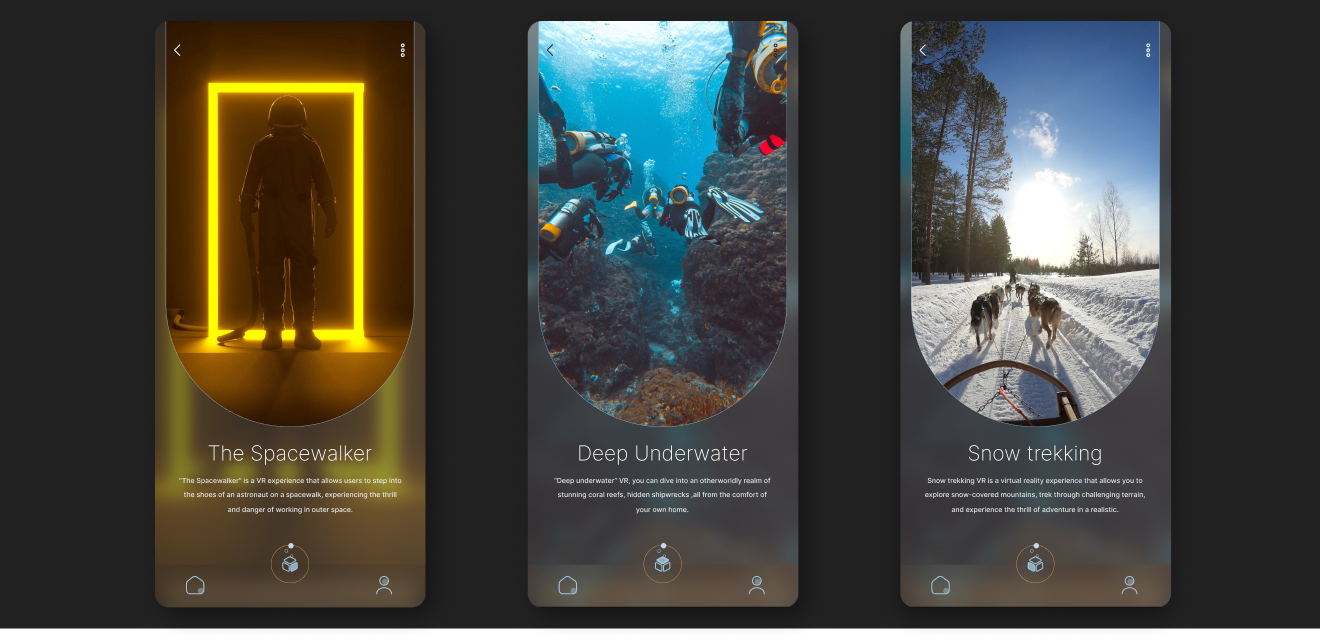 The Spacewalker
"The Spacewalker" is a VR experience that allows users to step into
the shoes of an astronaut on a spacewalk, experiencing the thrill
and danger of working in outer space.
Deep Underwater
"Deep underwater" VR, you can dive into an otherworldly realm of
stunning coral reefs, hidden shipwrecks ,all from the comfort of
your own home.
Snow trekking
Snow trekking VR is a virtual reality experience that allows you to
explore snow-covered mountains, trek through challenging terrain,
and experience the thrill of adventure in a realistic.